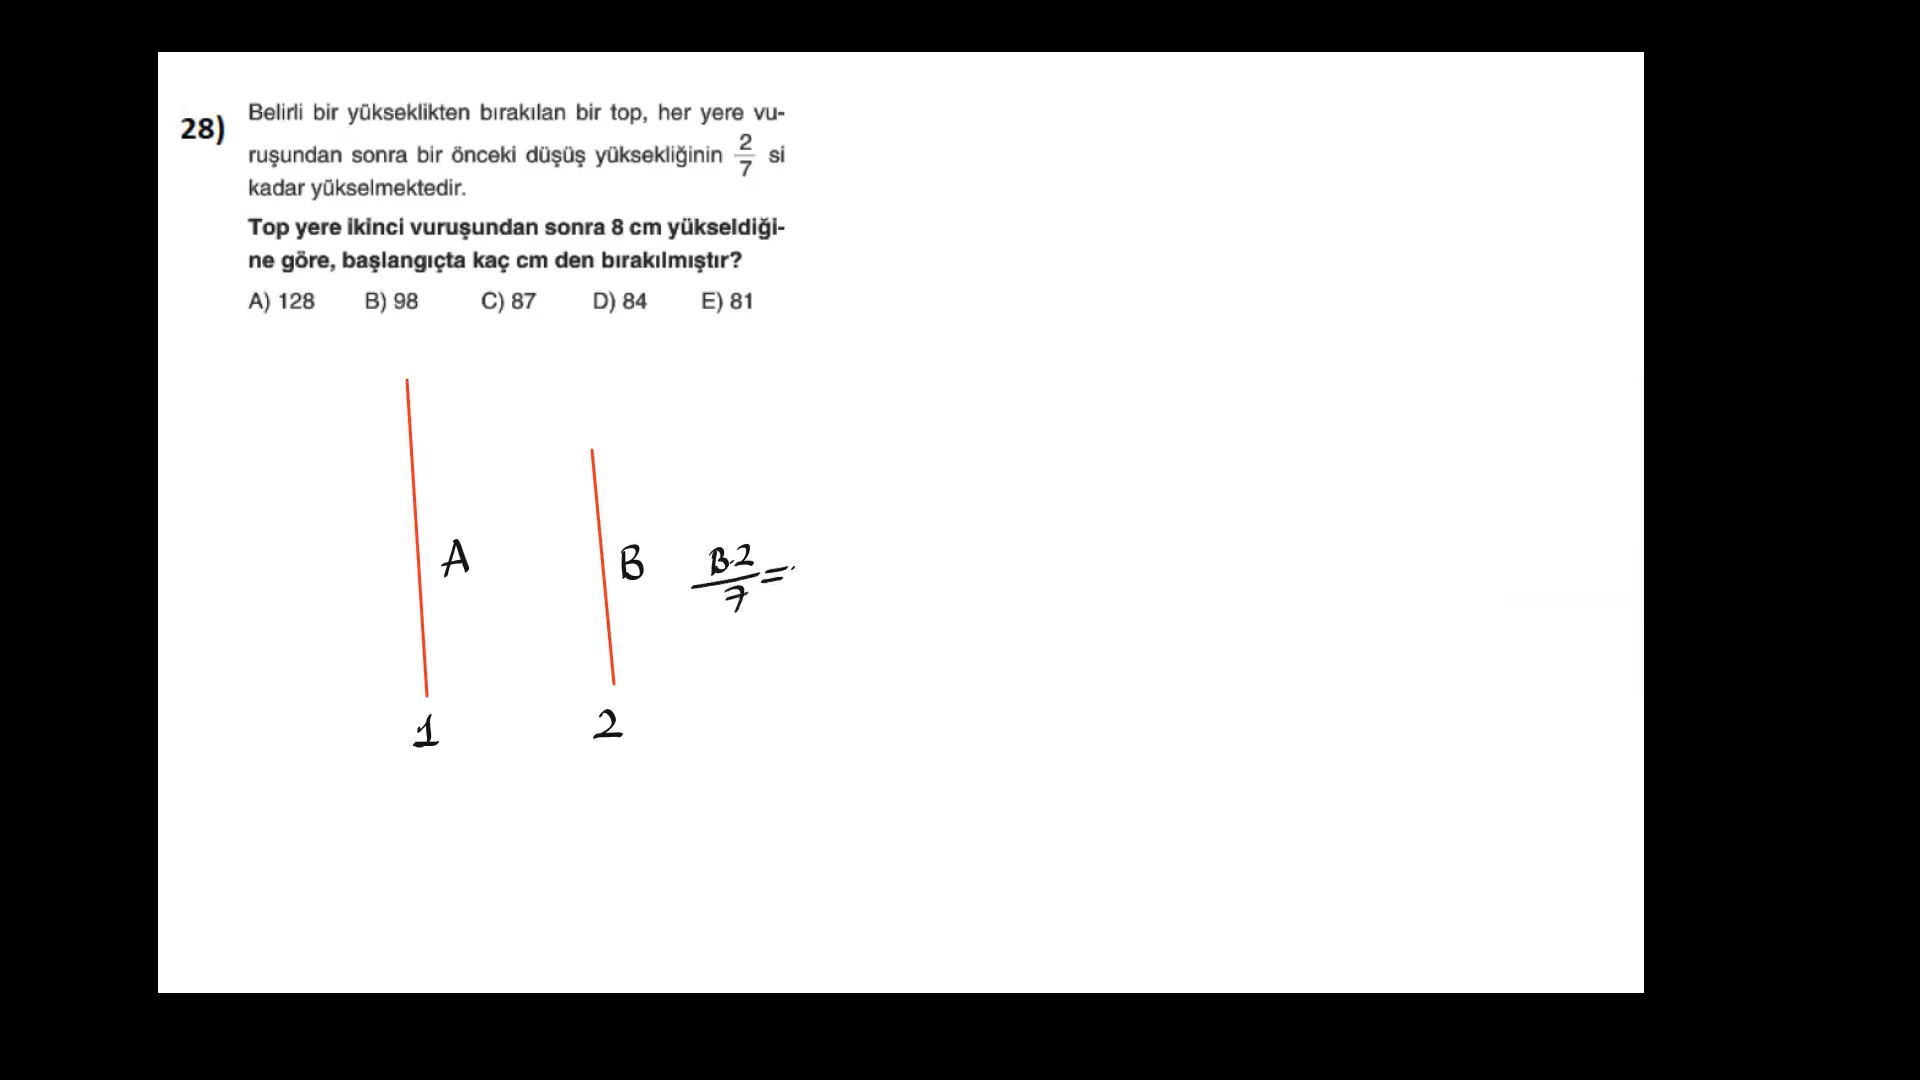 28)
Belirli bir yükseklikten bırakılan bir top, her yere vu-
ruşundan sonra bir önceki düşüş yüksekliğinin 2/7 si
kadar yükselmektedir.
Top yere ikinci vuruşundan sonra 8 cm yükseldiği-
ne göre, başlangıçta kaç cm den bırakılmıştır?
A) 128 B) 98 C) 87 D) 84 E) 81
A B B.2/7 =
1 2